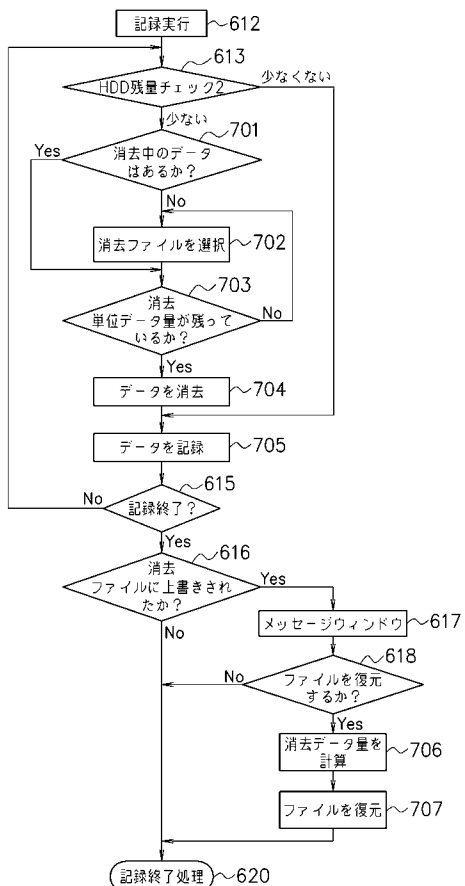 記録実行
612
613
HDD残量チェック2
少なくない
少ない
701
Yes
消去中のデータ
はあるか?
No
消去ファイルを選択
702
703
消去
単位データ量が残って
いるか?
No
Yes
データを消去
704
データを記録
705
615
No
記録終了?
Yes
616
消去
ファイルに上書きされ
たか?
Yes
No
メッセージウィンドウ
617
618
No
ファイルを復元
するか?
Yes
消去データ量を
計算
706
ファイルを復元
707
記録終了処理
620